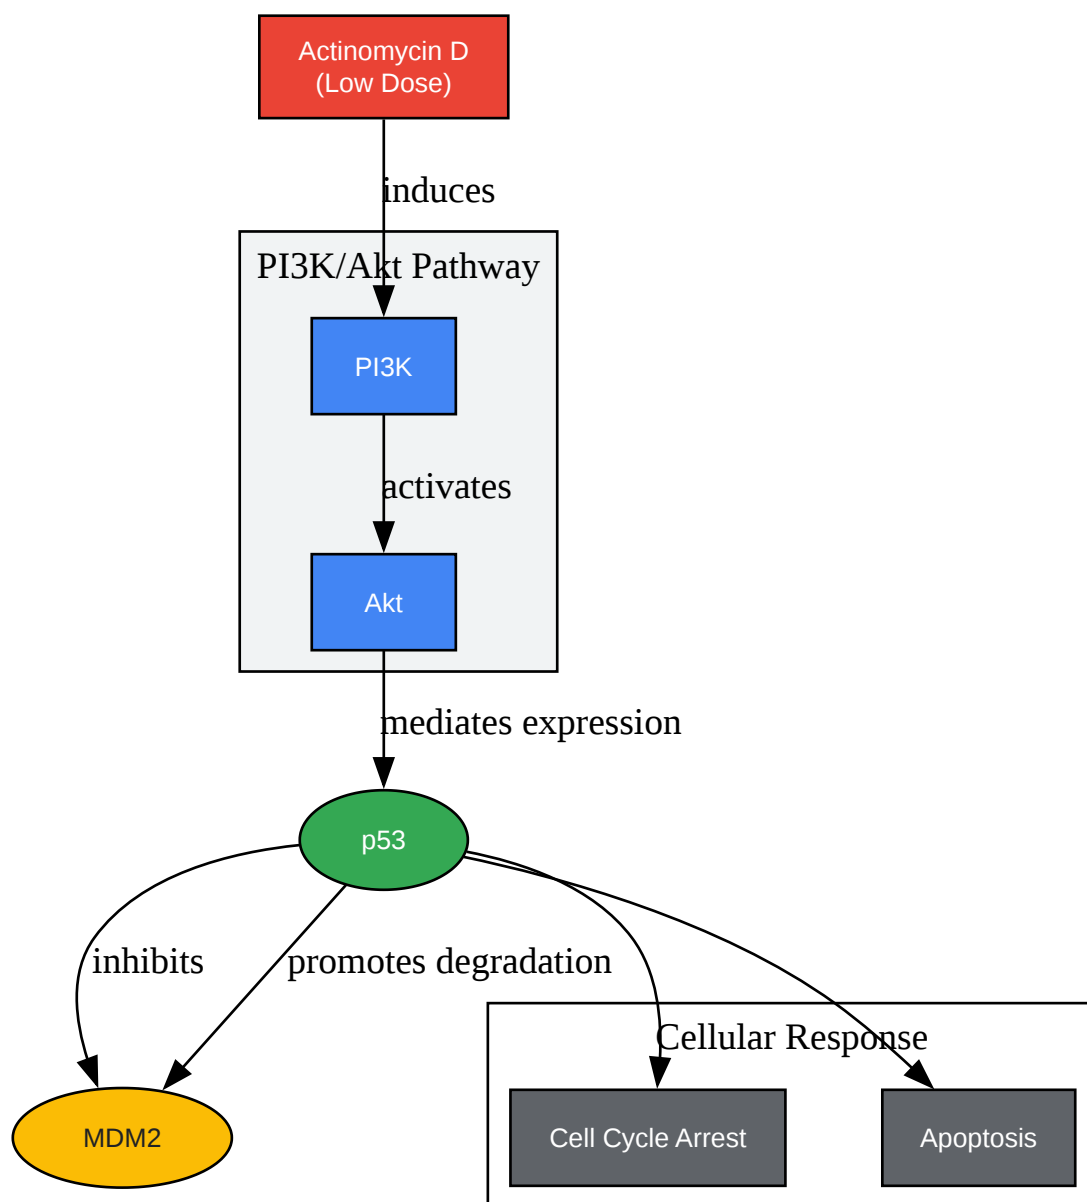 Actinomycin D
(Low Dose)
induces
PI3K/Akt Pathway
PI3K
activates
Akt
mediates expression
p53
inhibits
promotes degradation
Cellular Response
MDM2
Cell Cycle Arrest
Apoptosis